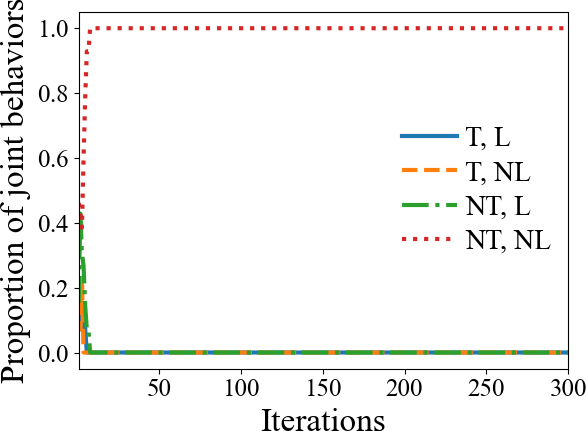 Proportion of joint behaviors
1.0
0.8
0.6
0.4
0.2
0.0
T, L
T, NL
NT, L
NT, NL
50 100 150 200 250 300
Iterations